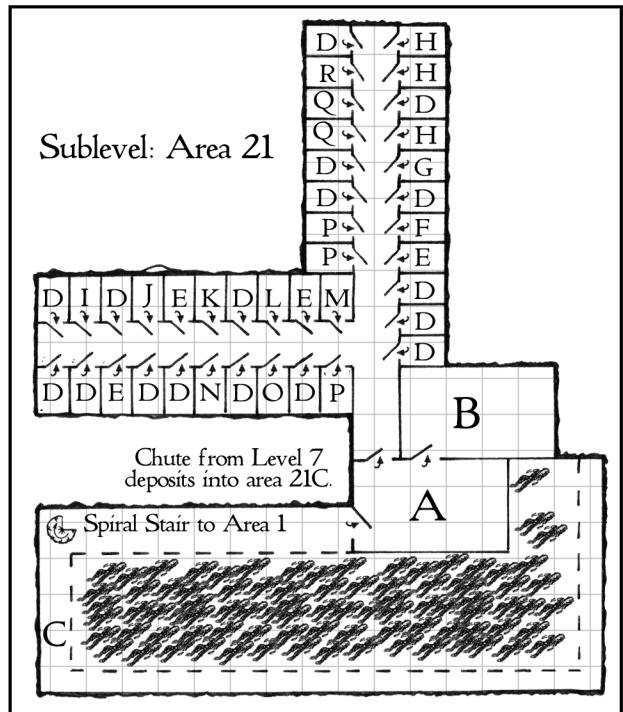 D H
R H
Q D
Q H
D G
D D
P F
P E
D
D
D
Sublevel: Area 21
D I D J E K D L E M
D D E D D N D O D P
B
Chute from Level 7
deposits into area 21C.
A
Spiral Stair to Area 1
C